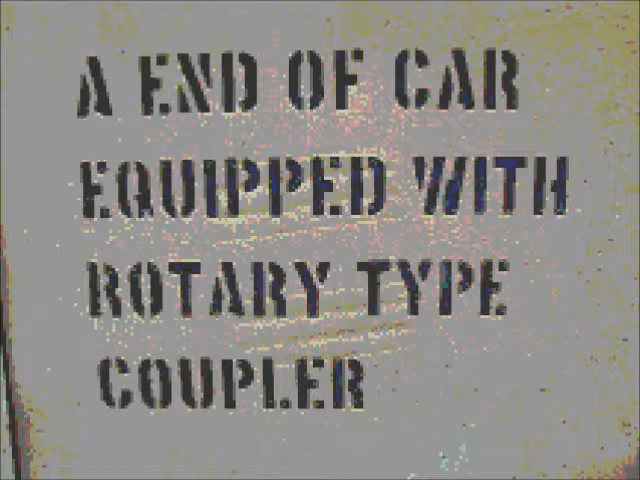 A END OF CAR
EQUIPPED WITH
ROTARY TYPE
COUPLER